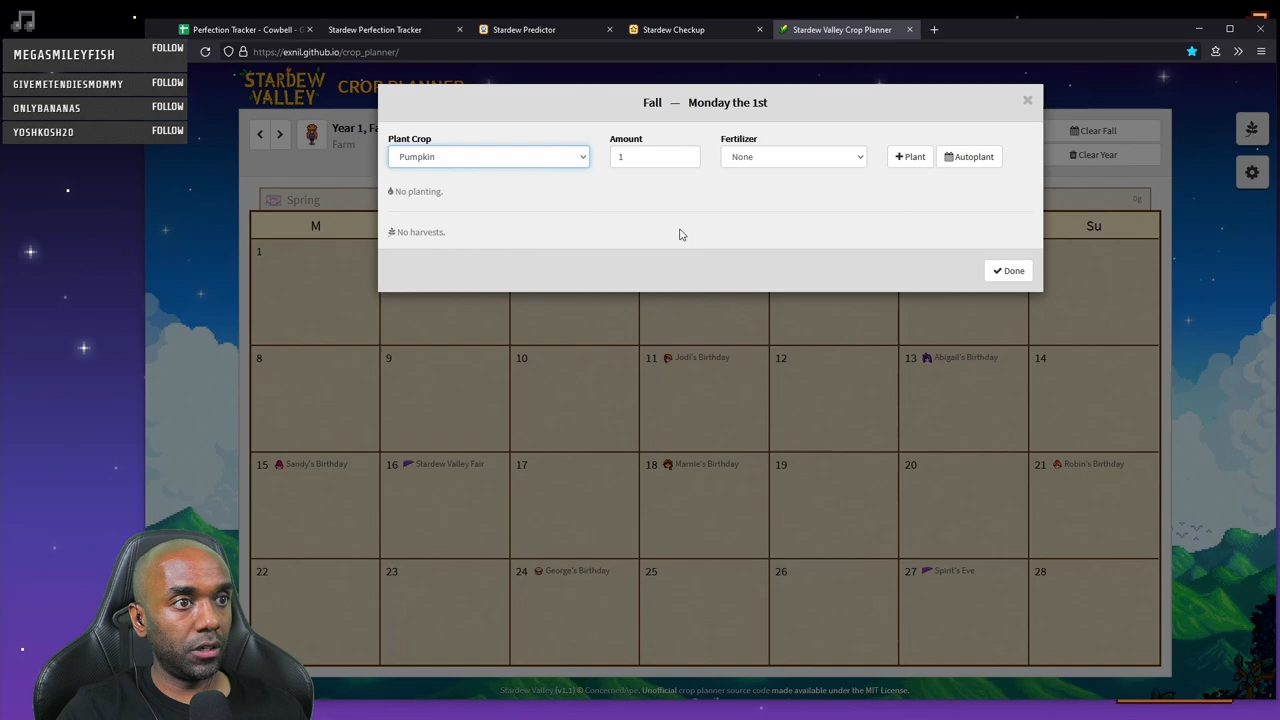 MEGASMILEYFISH FOLLOW
GIVEMETENDIESMOMMY FOLLOW
ONLYBANANAS FOLLOW
YOSHKOSH20 FOLLOW
Perfection Tracker - Cowbell - G
Stardew Perfection Tracker
Stardew Predictor
Stardew Checkup
Stardew Valley Crop Planner
https://exnil.github.io/crop_planner/
STARDEW VALLEY
CROP PLANNER
Year 1, Fa
Farm
Clear Fall
Clear Year
Fall — Monday the 1st
Plant Crop Amount Fertilizer
Pumpkin 1 None Plant Autoplant
No planting.
No harvests.
Done
Spring 0g
M Su
1
8 9 10 11 Jodi's Birthday 12 13 Abigail's Birthday 14
15 Sandy's Birthday 16 Stardew Valley Fair 17 18 Marnie's Birthday 19 20 21 Robin's Birthday
22 23 24 George's Birthday 25 26 27 Spirit's Eve 28
Stardew Valley (v1.1) © ConcernedApe. Unofficial crop planner source code made available under the MIT License.